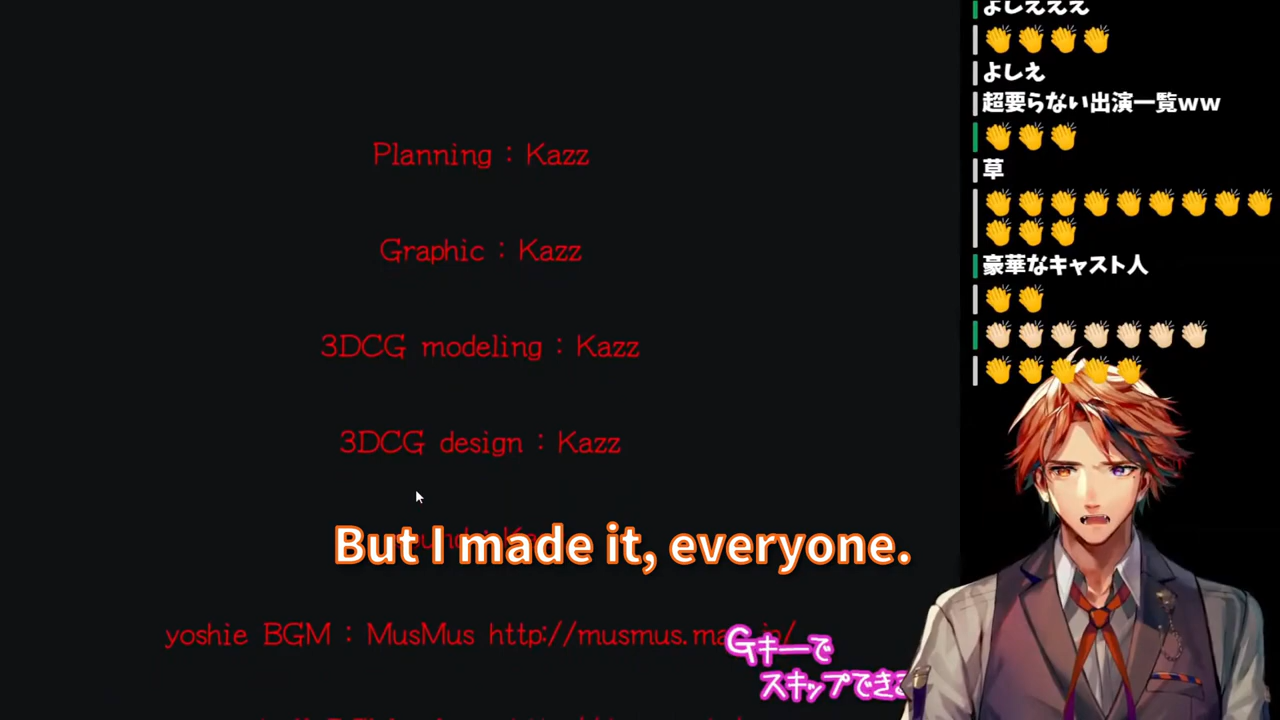 Planning : Kazz
Graphic : Kazz
3DCG modeling : Kazz
3DCG design : Kazz
But I made it, everyone.
yoshie BGM : MusMus http://musmus.ma
Gキーで
スキップできる
よしえええ
👏👏👏👏
よしえ
超要らない出演一覧ww
👏👏👏
草
👏👏👏👏👏👏👏👏👏
👏👏👏
豪華なキャスト人
👏👏
👏🏻👏🏻👏🏻👏🏻👏🏻👏🏻👏🏻
👏👏👏👏👏